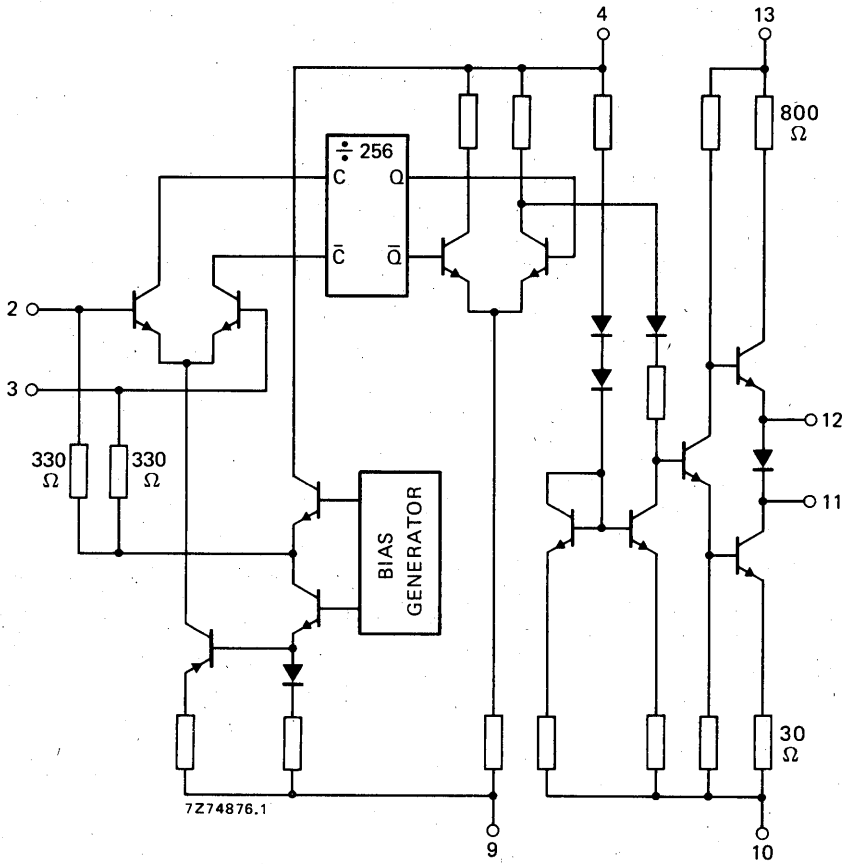 4
13
800
Ω
÷ 256
C
Q
C̅
Q̅
2
3
12
330
Ω
330
Ω
11
BIAS
GENERATOR
30
Ω
7Z74876.1
9
10